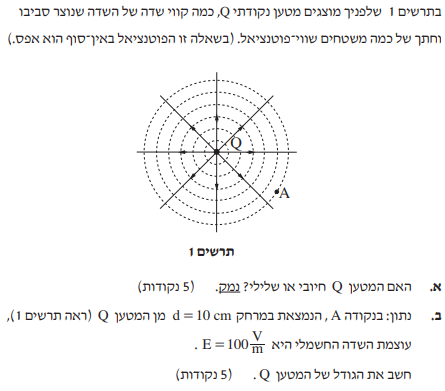 בתרשים 1 שלפניך מוצגים מטען נקודתי Q, כמה קווי שדה של השדה שנוצר סביבו
וחתך של כמה משטחים שווי־פוטנציאל. (בשאלה זו הפוטנציאל באין־סוף הוא אפס.)
Q
A
תרשים 1
א. האם המטען Q חיובי או שלילי? נמק. (5 נקודות)
ב. נתון: בנקודה A, הנמצאת במרחק d = 10 cm מן המטען Q (ראה תרשים 1),
עוצמת השדה החשמלי היא E = 100 V/m .
חשב את הגודל של המטען Q. (5 נקודות)